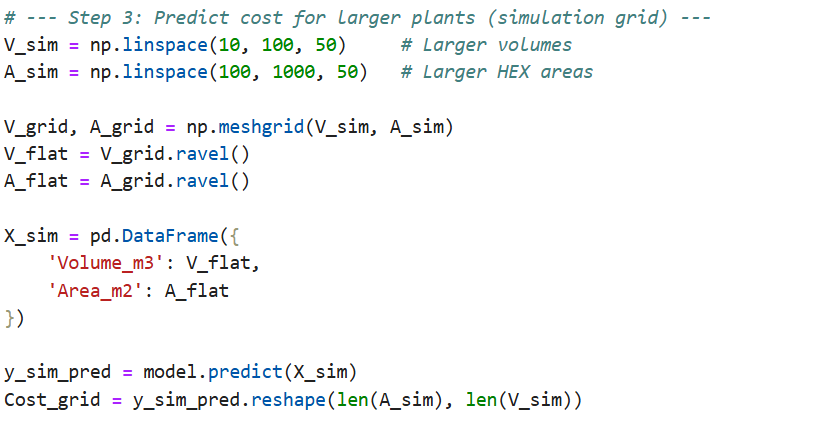 # --- Step 3: Predict cost for larger plants (simulation grid) ---
V_sim = np.linspace(10, 100, 50)     # Larger volumes
A_sim = np.linspace(100, 1000, 50)   # Larger HEX areas

V_grid, A_grid = np.meshgrid(V_sim, A_sim)
V_flat = V_grid.ravel()
A_flat = A_grid.ravel()

X_sim = pd.DataFrame({
    'Volume_m3': V_flat,
    'Area_m2': A_flat
})

y_sim_pred = model.predict(X_sim)
Cost_grid = y_sim_pred.reshape(len(A_sim), len(V_sim))